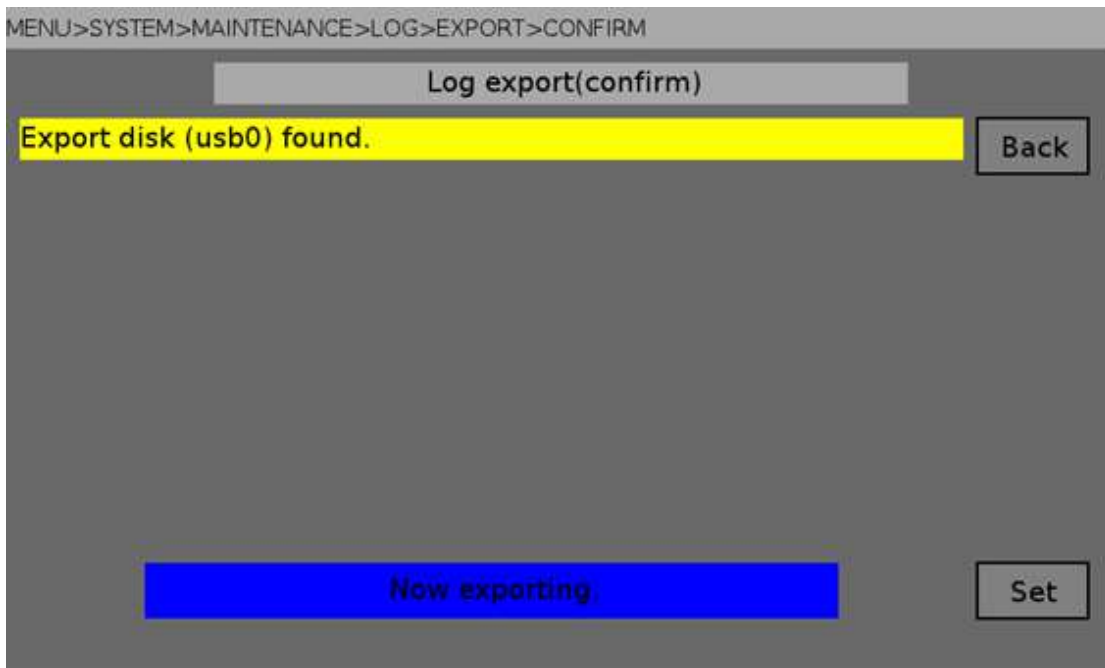 MENU>SYSTEM>MAINTENANCE>LOG>EXPORT>CONFIRM
Log export(confirm)
Export disk (usb0) found.
Back
Now exporting.
Set